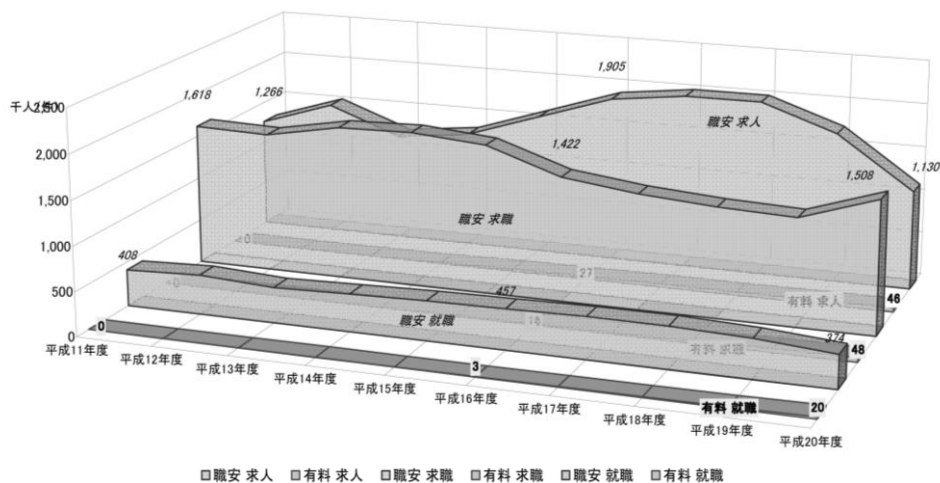 千人(件)
2,500
2,000
1,500
1,000
500
0
1,618
1,266
1,905
1,422
1,508
1,130
職安 求人
職安 求職
408
0
27
有料 求人
46
0
457
18
職安 就職
有料 求職
374
48
0
3
有料 就職
20
平成11年度
平成12年度
平成13年度
平成14年度
平成15年度
平成16年度
平成17年度
平成18年度
平成19年度
平成20年度
職安 求人 有料 求人 職安 求職 有料 求職 職安 就職 有料 就職